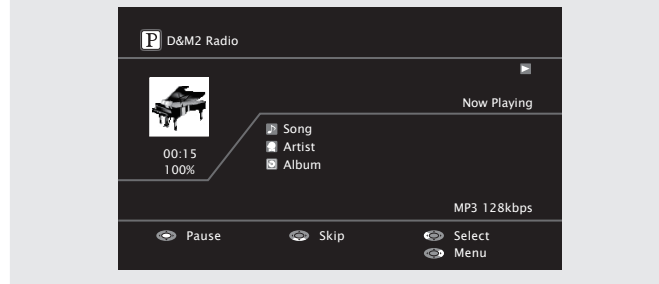 P D&M2 Radio
Now Playing
00:15
100%
Song
Artist
Album
MP3 128kbps
Pause Skip Select
Menu